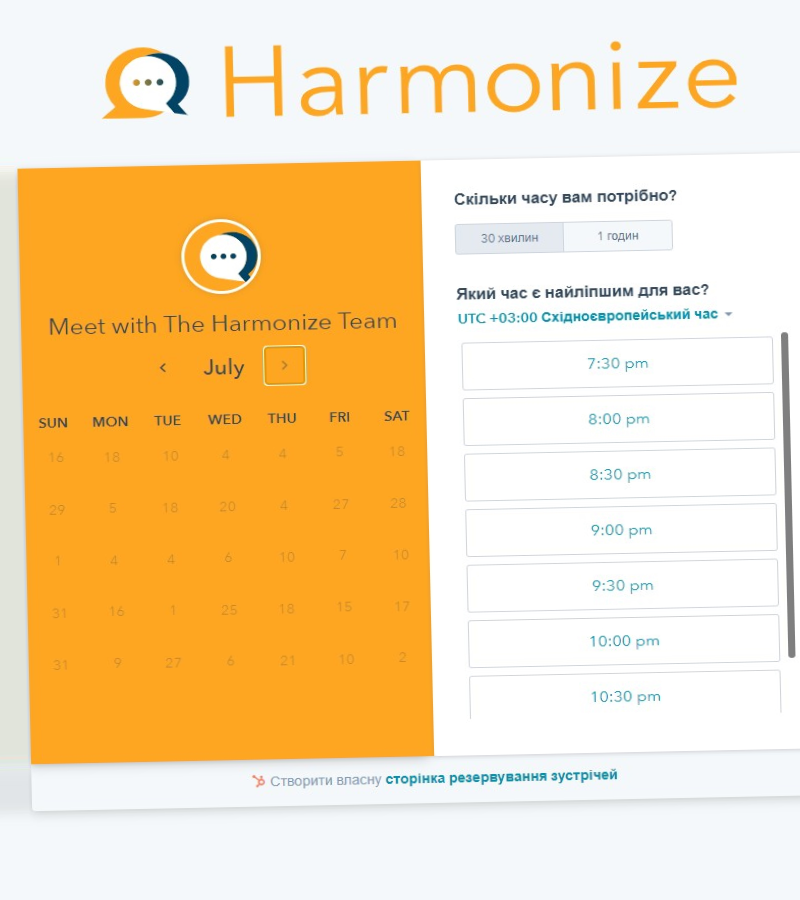 Harmonize
Meet with The Harmonize Team
July
SUN MON TUE WED THU FRI SAT
16 18 10 4 4 5 18
29 5 18 20 4 27 28
1 4 4 6 10 7 10
31 16 1 25 18 15 17
31 9 27 6 21 10 2
Скільки часу вам потрібно?
30 хвилин 1 годин
Який час є найліпшим для вас?
UTC +03:00 Східноєвропейський час
7:30 pm
8:00 pm
8:30 pm
9:00 pm
9:30 pm
10:00 pm
10:30 pm
Створити власну сторінка резервування зустрічей